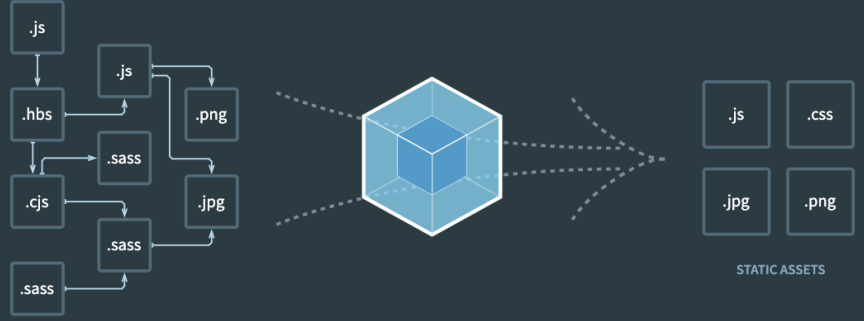 .js
.js
.hbs
.png
.sass
.cjs
.jpg
.sass
.sass
.js
.css
.jpg
.png
STATIC ASSETS